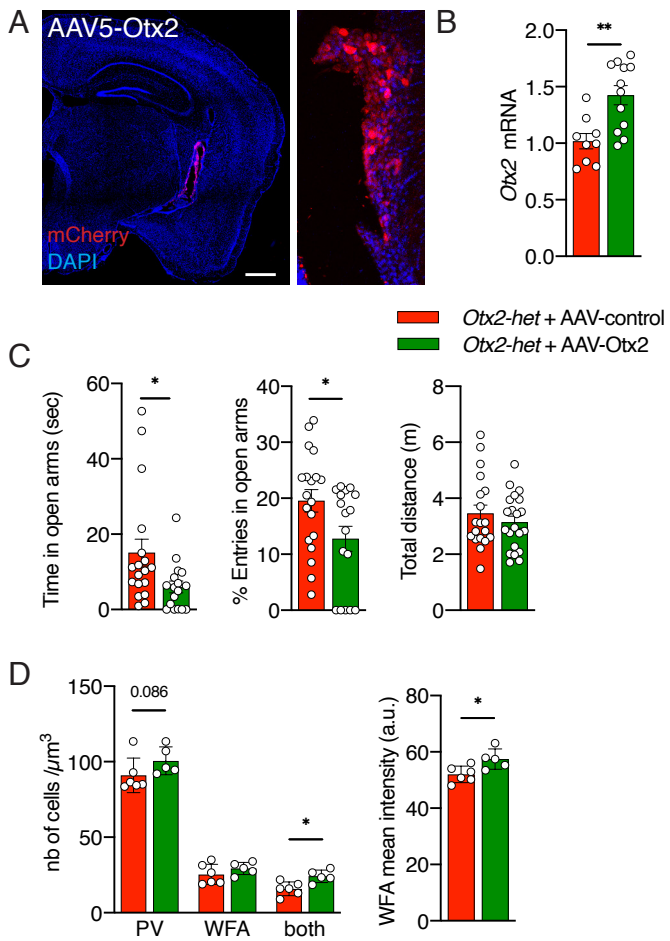 A
AAV5-Otx2
mCherry
DAPI
B
**
Otx2 mRNA
2.0
1.5
1.0
0.5
0.0
Otx2-het + AAV-control
Otx2-het + AAV-Otx2
C
Time in open arms (sec)
60
40
20
0
*
% Entries in open arms
40
30
20
10
0
*
Total distance (m)
8
6
4
2
0
D
nb of cells /µm³
150
100
50
0
0.086
*
PV WFA both
WFA mean intensity (a.u.)
80
60
40
20
0
*